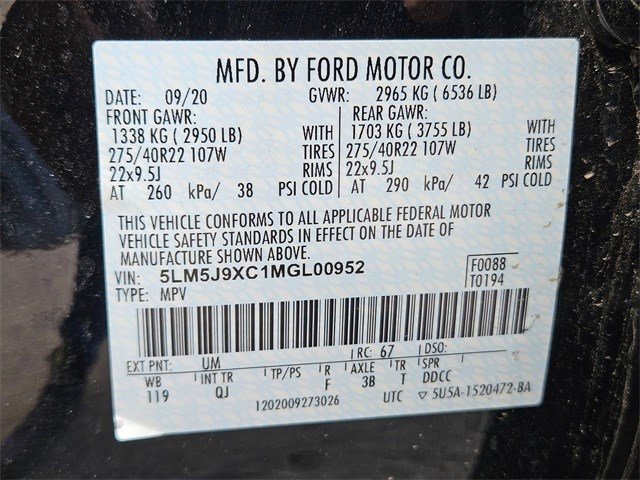 MFD. BY FORD MOTOR CO.
DATE: 09/20 GVWR: 2965 KG ( 6536 LB)
FRONT GAWR: REAR GAWR:
1338 KG ( 2950 LB) WITH 1703 KG ( 3755 LB) WITH
275/40R22 107W TIRES 275/40R22 107W TIRES
22x9.5J RIMS 22x9.5J RIMS
AT 260 kPa/ 38 PSI COLD AT 290 kPa/ 42 PSI COLD
THIS VEHICLE CONFORMS TO ALL APPLICABLE FEDERAL MOTOR
VEHICLE SAFETY STANDARDS IN EFFECT ON THE DATE OF
MANUFACTURE SHOWN ABOVE.
VIN: 5LM5J9XC1MGL00952 F0088
TYPE: MPV T0194
EXT PNT: UM RC: 67 DSO:
WB INT TR TP/PS R AXLE TR SPR
119 QJ F 3B T DDCC
1202009273026 UTC ▽ 5U5A-1520472-BA